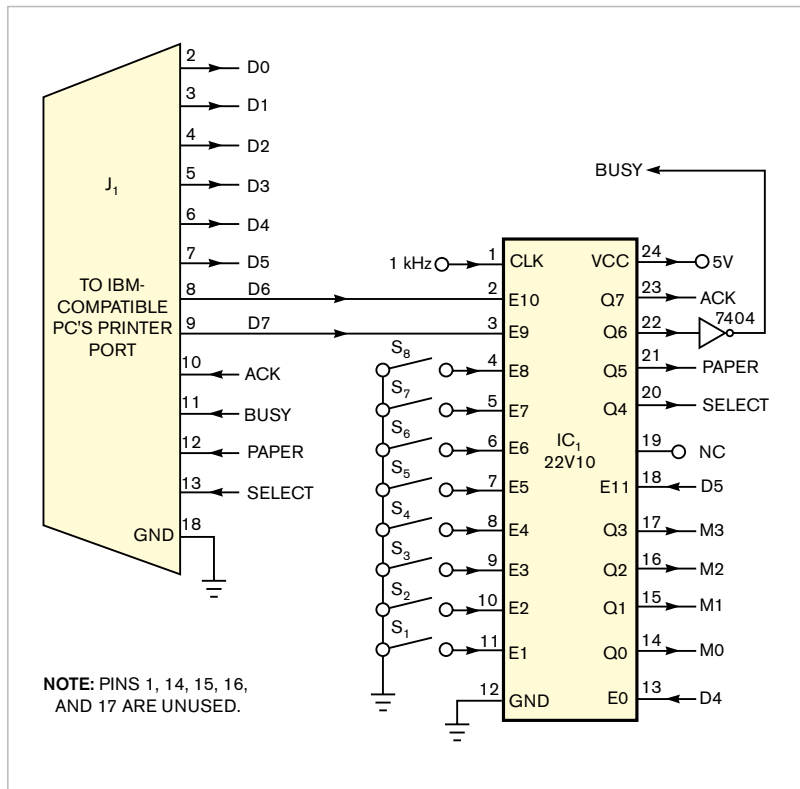 2
D0
3
D1
4
D2
J1
5
D3
6
D4
7
D5
TO IBM-
COMPATIBLE
PC'S PRINTER
PORT
8
D6
9
D7
10
ACK
11
BUSY
12
PAPER
13
SELECT
GND
18
NOTE: PINS 1, 14, 15, 16,
AND 17 ARE UNUSED.
BUSY
7404
1 kHz
1
CLK
2
E10
3
E9
S8
4
E8
S7
5
E7
S6
6
E6
S5
7
E5
S4
8
E4
S3
9
E3
S2
10
E2
S1
11
E1
12
GND
IC1
22V10
VCC
24
5V
Q7
23
ACK
Q6
22
Q5
21
PAPER
Q4
20
SELECT
19
NC
E11
18
D5
Q3
17
M3
Q2
16
M2
Q1
15
M1
Q0
14
M0
E0
13
D4